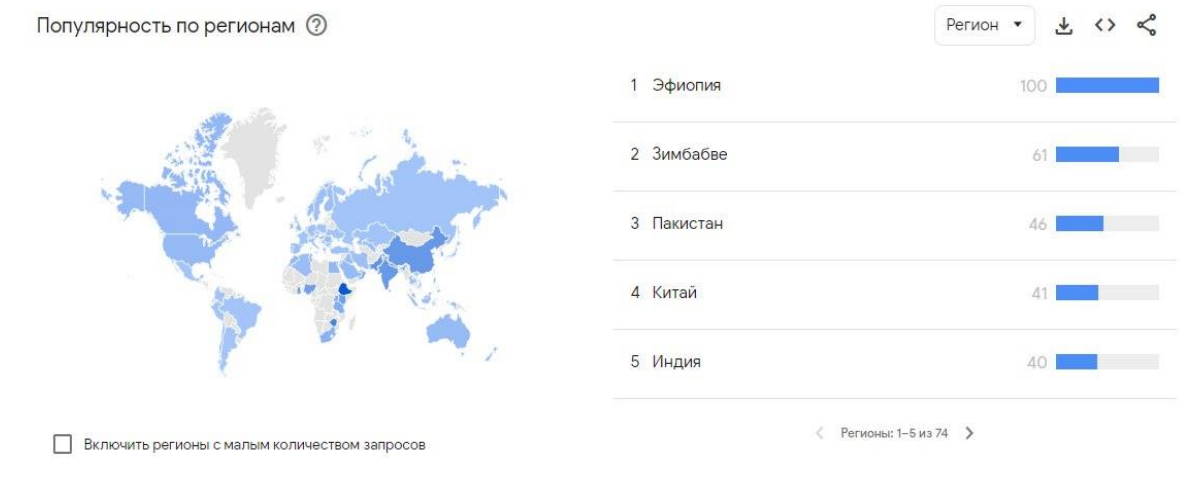 Популярность по регионам
Регион
1 Эфиопия 100
2 Зимбабве 61
3 Пакистан 46
4 Китай 41
5 Индия 40
Включить регионы с малым количеством запросов
Регионы: 1–5 из 74